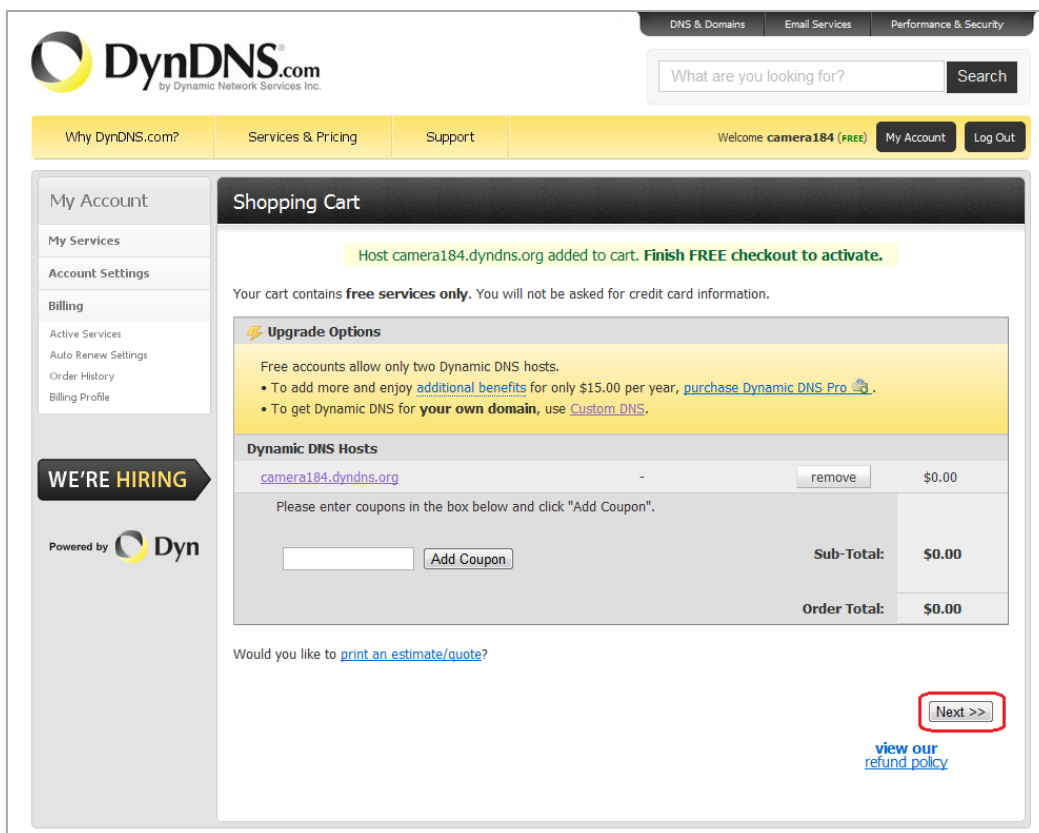 DNS & Domains Email Services Performance & Security
DynDNS.com
by Dynamic Network Services Inc.
What are you looking for? Search
Why DynDNS.com? Services & Pricing Support Welcome camera184 (FREE) My Account Log Out
My Account
My Services
Account Settings
Billing
Active Services
Auto Renew Settings
Order History
Billing Profile
WE'RE HIRING
Powered by Dyn
Shopping Cart
Host camera184.dyndns.org added to cart. Finish FREE checkout to activate.
Your cart contains free services only. You will not be asked for credit card information.
Upgrade Options
Free accounts allow only two Dynamic DNS hosts.
• To add more and enjoy additional benefits for only $15.00 per year, purchase Dynamic DNS Pro .
• To get Dynamic DNS for your own domain, use Custom DNS.
Dynamic DNS Hosts
camera184.dyndns.org - remove $0.00
Please enter coupons in the box below and click "Add Coupon".
Add Coupon Sub-Total: $0.00
Order Total: $0.00
Would you like to print an estimate/quote?
Next >>
view our
refund policy